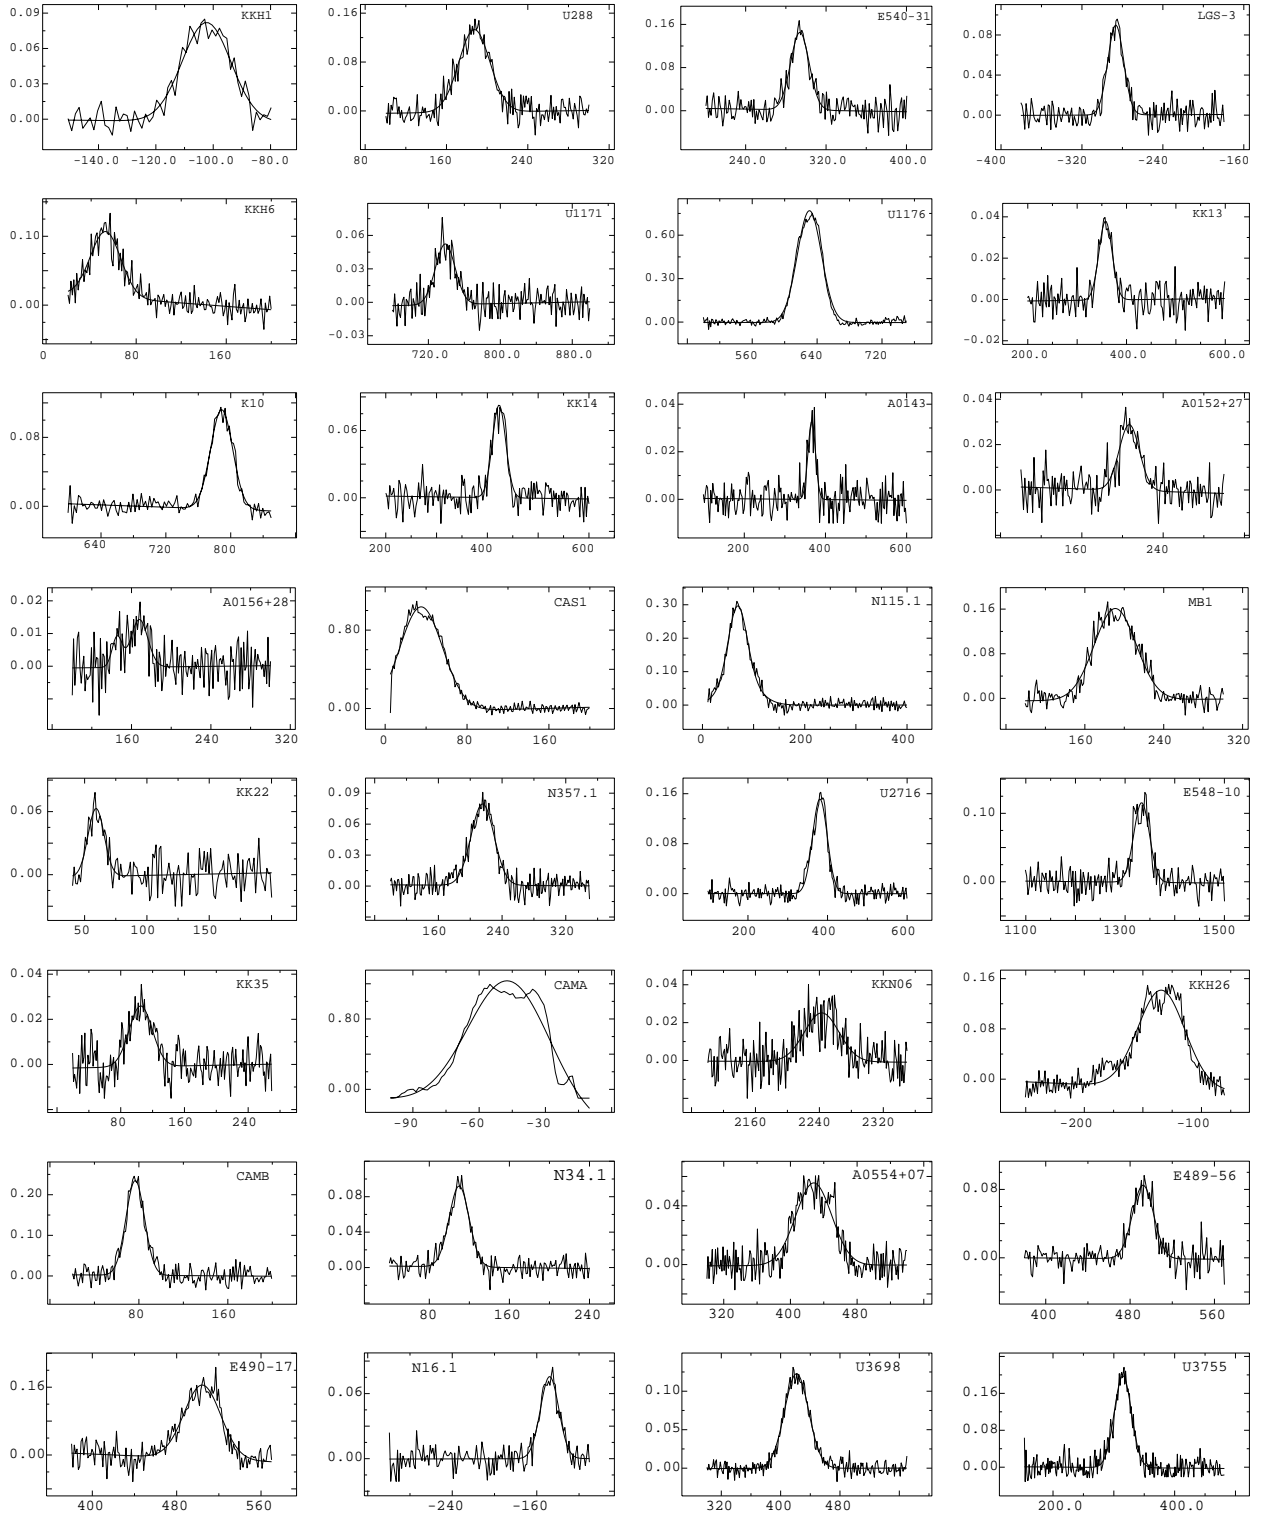 KKH1
0.09
0.06
0.03
0.00
-140.0 -120.0 -100.0 -80.0
U288
0.16
0.08
0.00
80 160 240 320
E540-31
0.16
0.08
0.00
240.0 320.0 400.0
LGS-3
0.08
0.04
0.00
-400 -320 -240 -160
KKH6
0.10
0.00
0 80 160
U1171
0.06
0.03
0.00
-0.03
720.0 800.0 880.0
U1176
0.60
0.30
0.00
560 640 720
KK13
0.04
0.02
0.00
-0.02
200.0 400.0 600.0
K10
0.08
0.00
640 720 800
KK14
0.06
0.00
200 400 600
A0143
0.04
0.02
0.00
200 400 600
A0152+27
0.04
0.02
0.00
160 240
A0156+28
0.02
0.01
0.00
160 240 320
CAS1
0.80
0.00
0 80 160
N115.1
0.30
0.20
0.10
0.00
0 200 400
MB1
0.16
0.08
0.00
160 240 320
KK22
0.06
0.00
50 100 150
N357.1
0.09
0.06
0.03
0.00
160 240 320
U2716
0.16
0.08
0.00
200 400 600
E548-10
0.10
0.00
1100 1300 1500
KK35
0.04
0.02
0.00
80 160 240
CAMA
0.80
0.00
-90 -60 -30
KKN06
0.04
0.02
0.00
2160 2240 2320
KKH26
0.16
0.08
0.00
-200 -100
CAMB
0.20
0.10
0.00
80 160
N34.1
0.08
0.04
0.00
80 160 240
A0554+07
0.04
0.00
320 400 480
E489-56
0.08
0.00
400 480 560
E490-17
0.16
0.00
400 480 560
N16.1
0.06
0.00
-240 -160
U3698
0.10
0.05
0.00
320 400 480
U3755
0.16
0.08
0.00
200.0 400.0